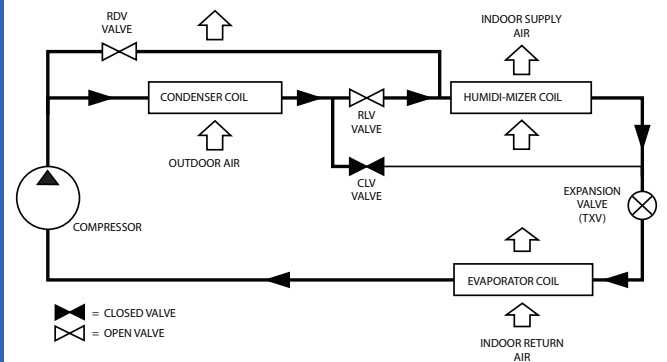 RDV
VALVE
INDOOR SUPPLY
AIR
CONDENSER COIL
HUMIDI-MIZER COIL
RLV
VALVE
OUTDOOR AIR
CLV
VALVE
EXPANSION
VALVE
(TXV)
COMPRESSOR
EVAPORATOR COIL
= CLOSED VALVE
= OPEN VALVE
INDOOR RETURN
AIR